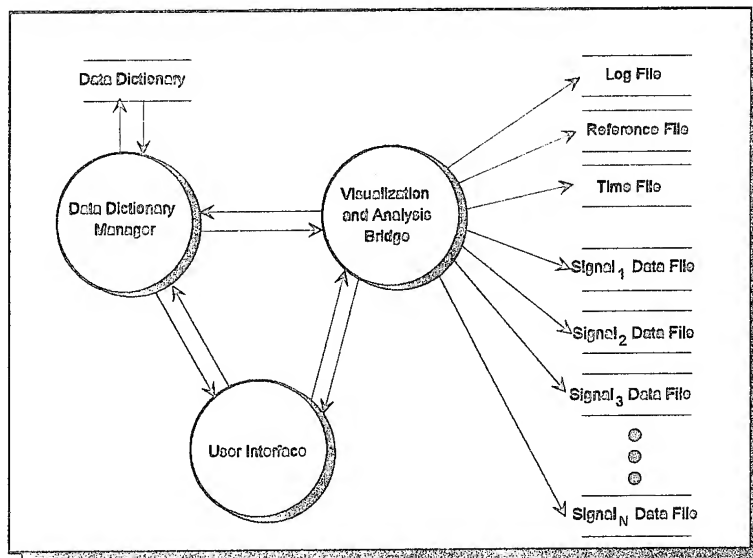 Data Dictionary
Data Dictionary
Manager
Visualization
and Analysis
Bridge
User Interface
Log File
Reference File
Time File
Signal₁ Data File
Signal₂ Data File
Signal₃ Data File
Signal_N Data File